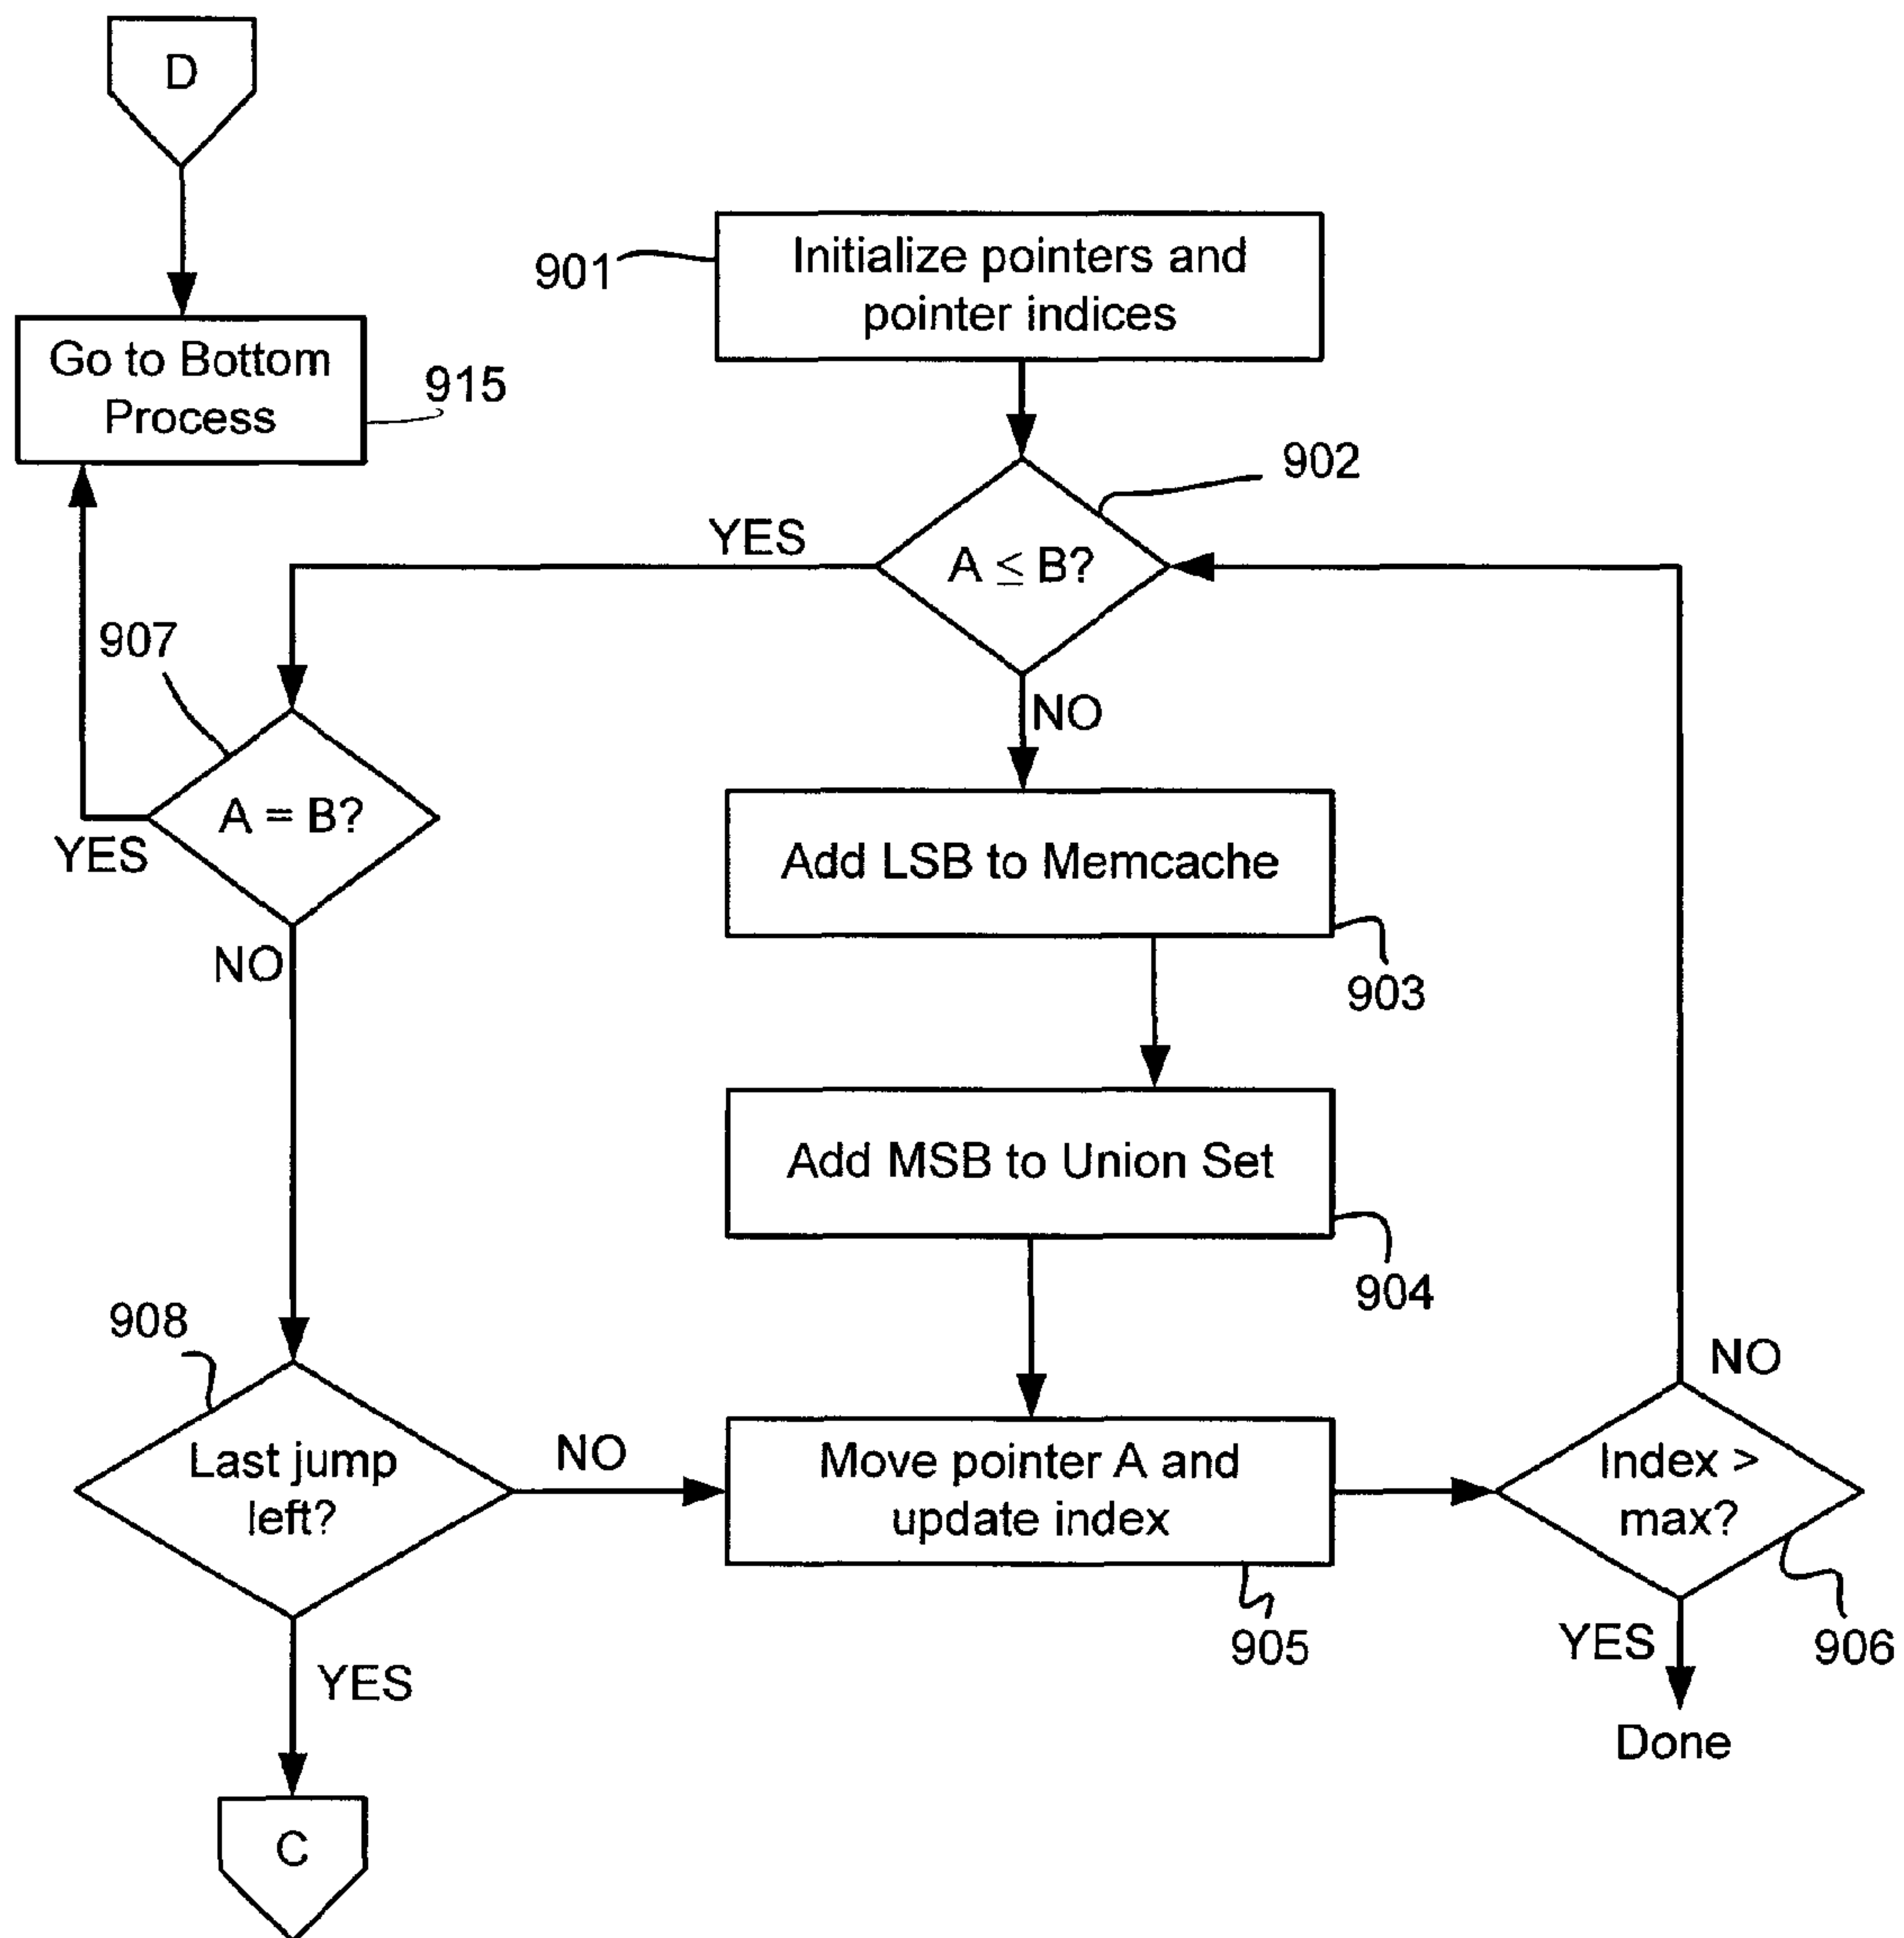 D
Initialize pointers and
pointer indices
901
Go to Bottom
Process
915
902
YES
A ≤ B?
907
NO
A = B?
YES
Add LSB to Memcache
NO
903
Add MSB to Union Set
904
908
NO
Last jump
left?
NO
Move pointer A and
update index
Index >
max?
905
YES
906
YES
Done
C